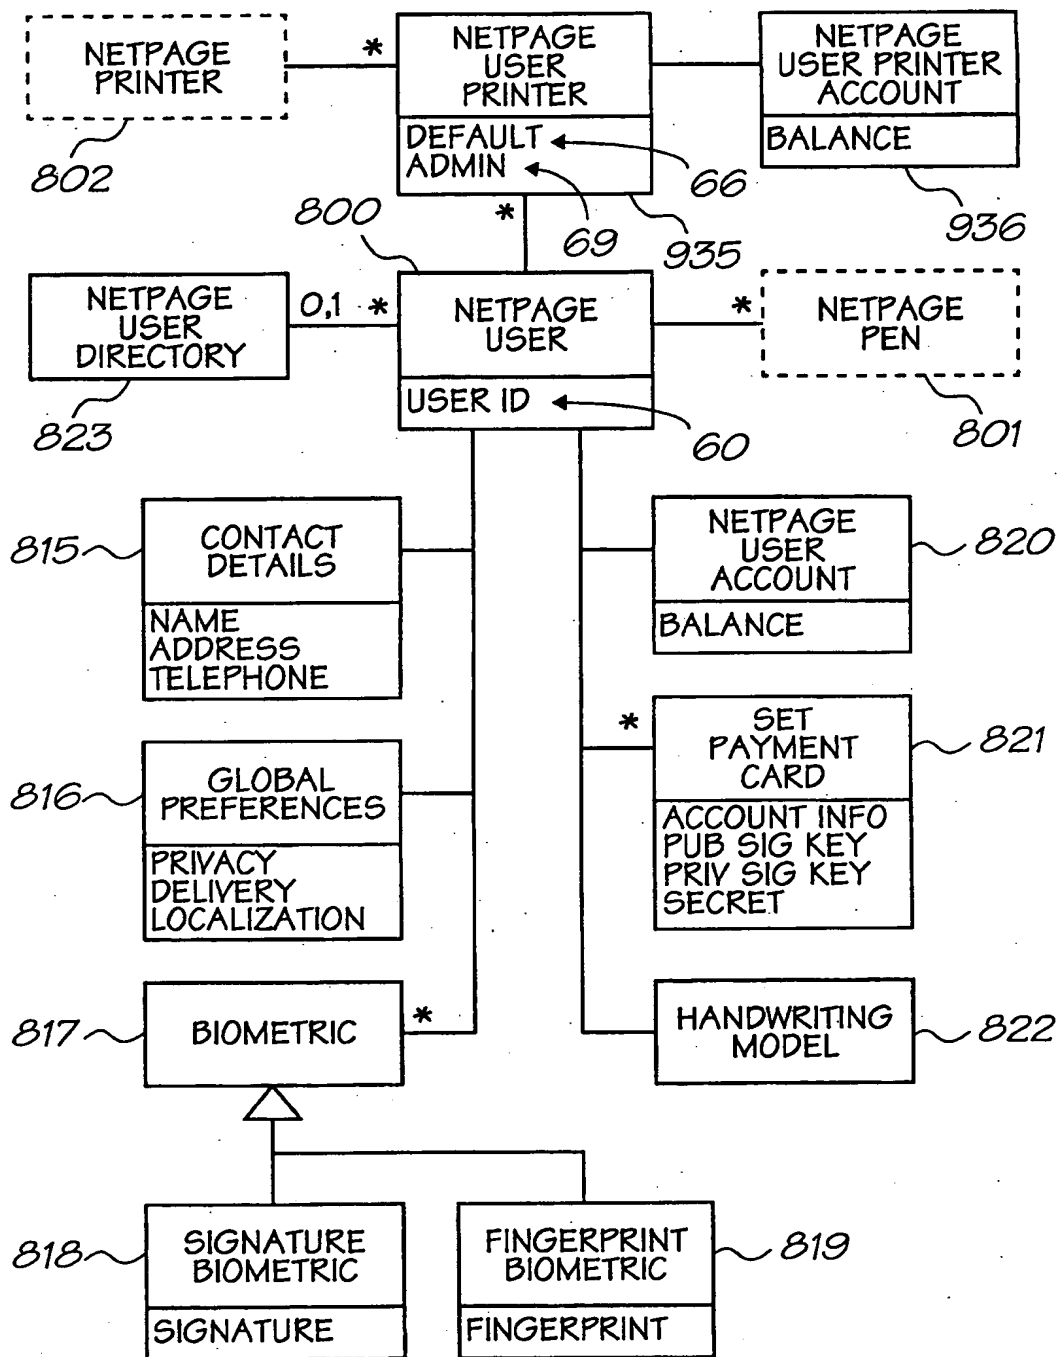 NETPAGE
PRINTER
802
*
NETPAGE
USER
PRINTER
DEFAULT
ADMIN
66
69
935
NETPAGE
USER PRINTER
ACCOUNT
BALANCE
936
*
800
NETPAGE
USER
DIRECTORY
823
0,1
*
NETPAGE
USER
USER ID
60
*
NETPAGE
PEN
801
815
CONTACT
DETAILS
NAME
ADDRESS
TELEPHONE
NETPAGE
USER
ACCOUNT
BALANCE
820
816
GLOBAL
PREFERENCES
PRIVACY
DELIVERY
LOCALIZATION
*
SET
PAYMENT
CARD
ACCOUNT INFO
PUB SIG KEY
PRIV SIG KEY
SECRET
821
817
BIOMETRIC
*
HANDWRITING
MODEL
822
818
SIGNATURE
BIOMETRIC
SIGNATURE
FINGERPRINT
BIOMETRIC
FINGERPRINT
819